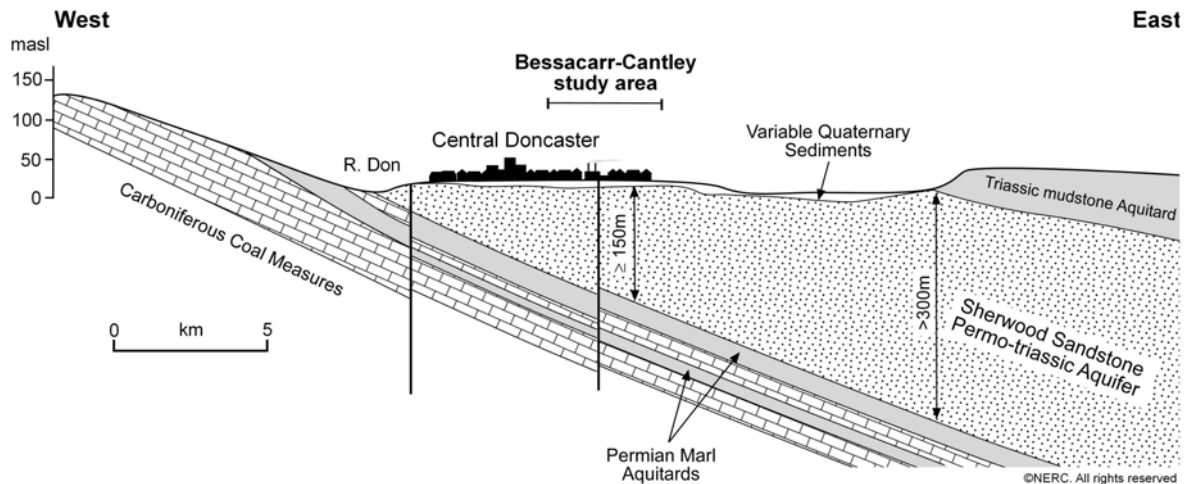 West
East
masl
150
100
50
0
Bessacarr-Cantley
study area
Central Doncaster
R. Don
Variable Quaternary
Sediments
Triassic mudstone Aquitard
Carboniferous Coal Measures
≥ 150m
>300m
Sherwood Sandstone
Permo-triassic Aquifer
0 km 5
Permian Marl
Aquitards
©NERC. All rights reserved